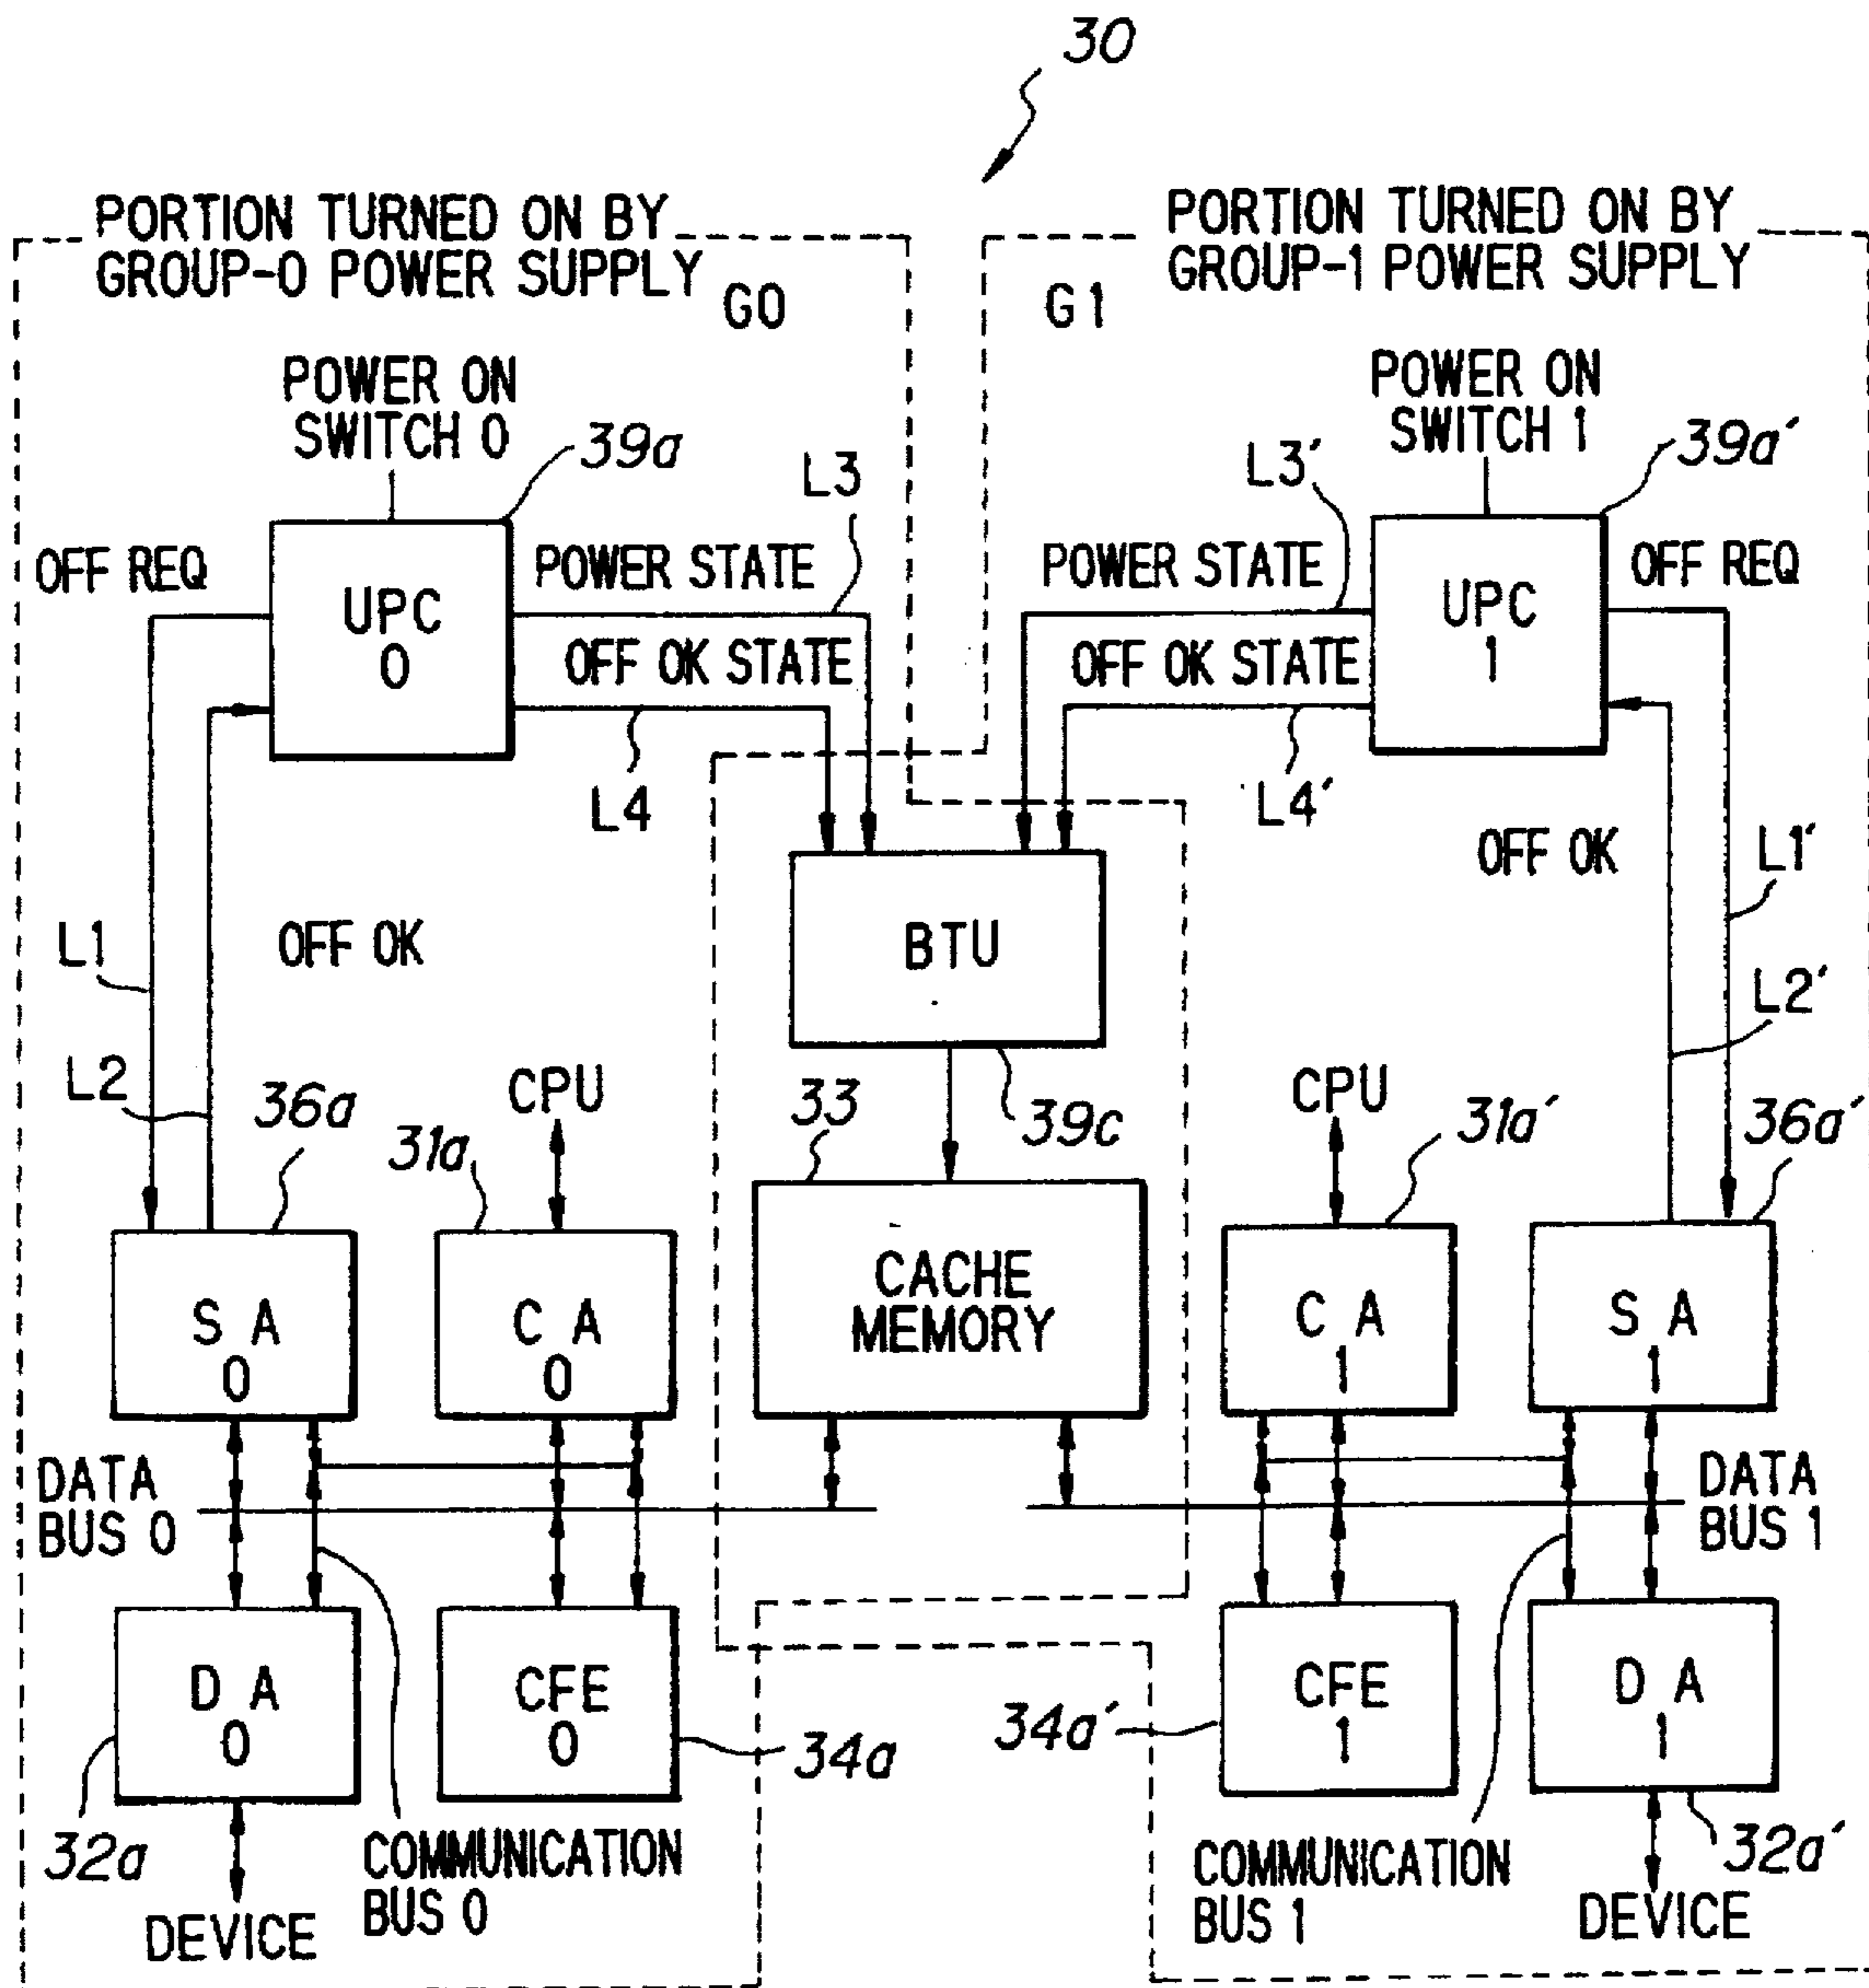 30
PORTION TURNED ON BY
GROUP-0 POWER SUPPLY
G0
PORTION TURNED ON BY
GROUP-1 POWER SUPPLY
G1
POWER ON
SWITCH 0
39a
L3
POWER ON
SWITCH 1
39a'
L3'
OFF REQ
UPC
0
POWER STATE
OFF OK STATE
L4
POWER STATE
OFF OK STATE
L4'
UPC
1
OFF REQ
L1
OFF OK
L2
BTU
39c
OFF OK
L1'
L2'
36a
31a
CPU
33
CPU
31a'
36a'
S A
0
C A
0
CACHE
MEMORY
C A
1
S A
1
DATA
BUS 0
DATA
BUS 1
D A
0
CFE
0
34a
34a'
CFE
1
D A
1
32a
DEVICE
COMMUNICATION
BUS 0
COMMUNICATION
BUS 1
32a'
DEVICE